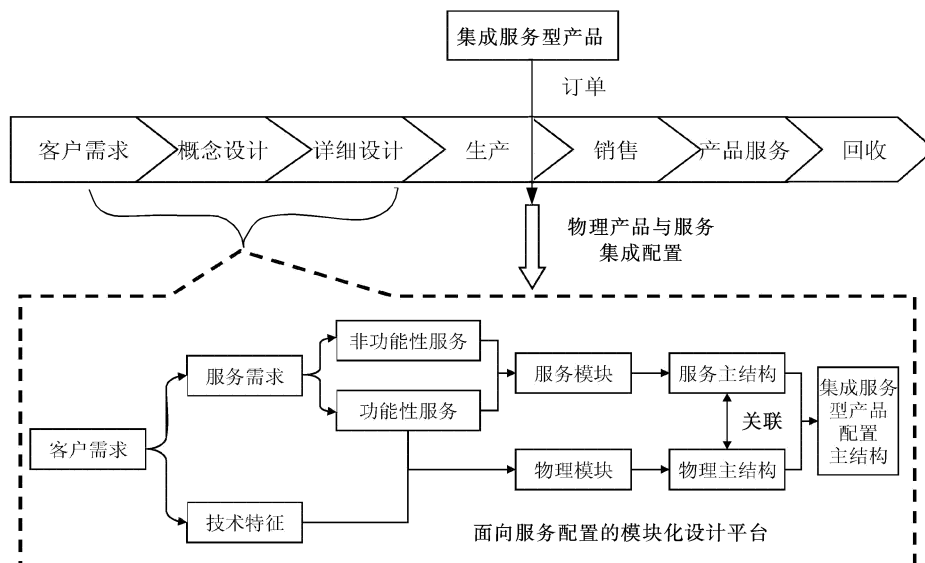 集成服务型产品
订单
客户需求
概念设计
详细设计
生产
销售
产品服务
回收
物理产品与服务
集成配置
非功能性服务
服务需求
功能性服务
服务模块
服务主结构
集成服务
型产品
配置
主结构
关联
客户需求
物理模块
物理主结构
技术特征
面向服务配置的模块化设计平台